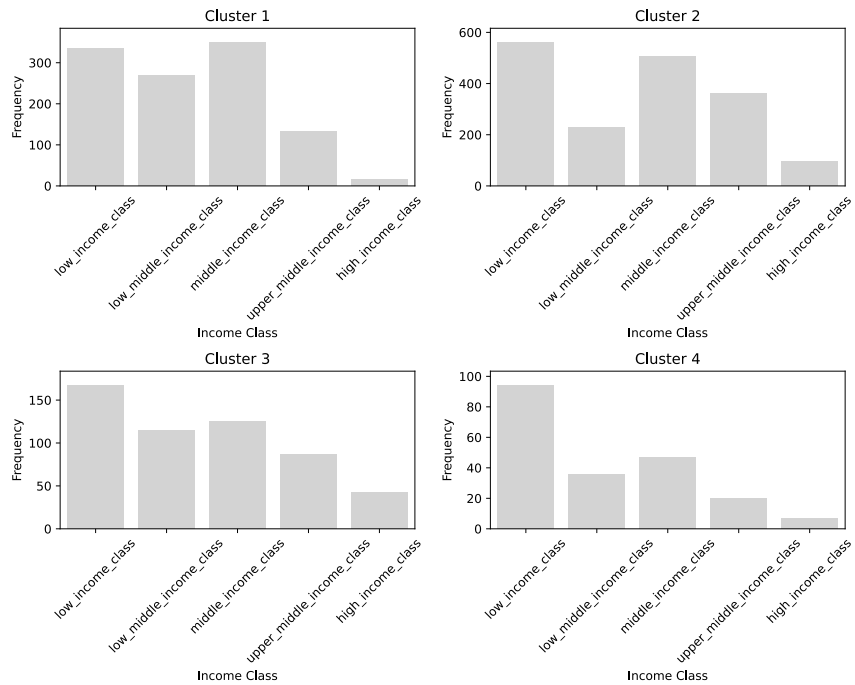 Cluster 1
300
200
100
0
Frequency
low_income_class
low_middle_income_class
middle_income_class
upper_middle_income_class
high_income_class
Income Class
Cluster 2
600
400
200
0
Frequency
low_income_class
low_middle_income_class
middle_income_class
upper_middle_income_class
high_income_class
Income Class
Cluster 3
150
100
50
0
Frequency
low_income_class
low_middle_income_class
middle_income_class
upper_middle_income_class
high_income_class
Income Class
Cluster 4
100
80
60
40
20
0
Frequency
low_income_class
low_middle_income_class
middle_income_class
upper_middle_income_class
high_income_class
Income Class